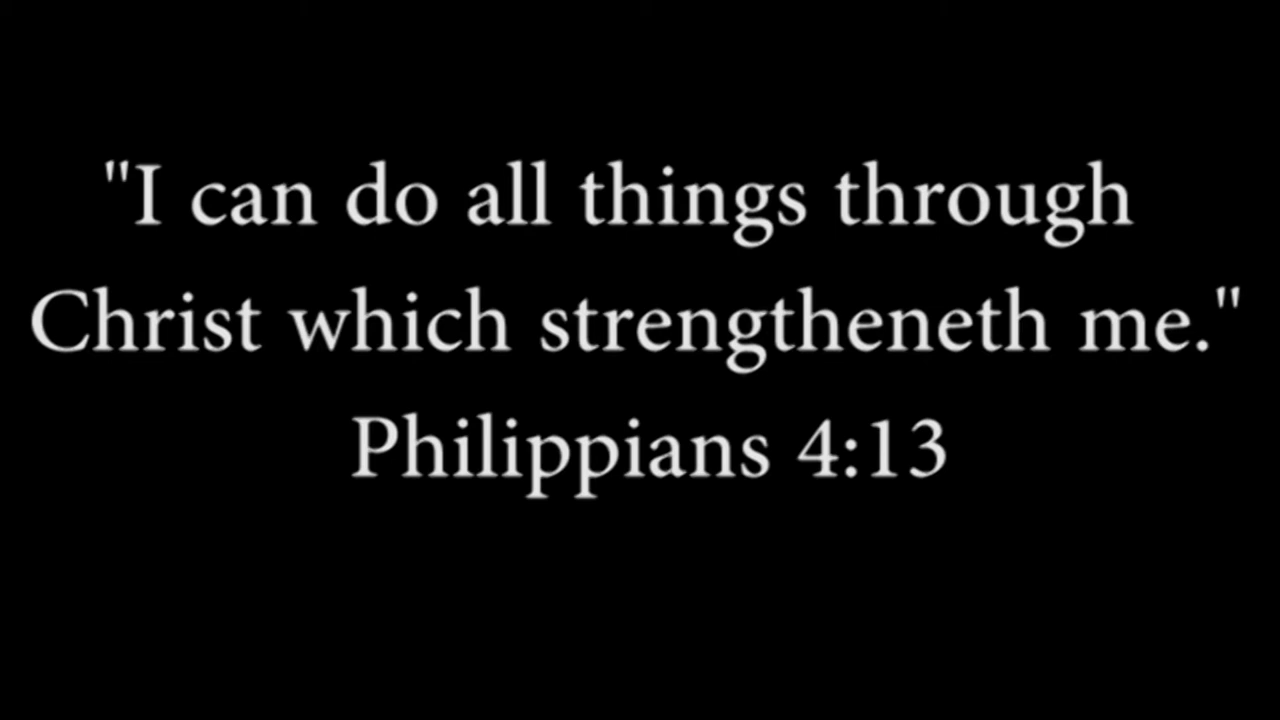 "I can do all things through
Christ which strengtheneth me."
Philippians 4:13